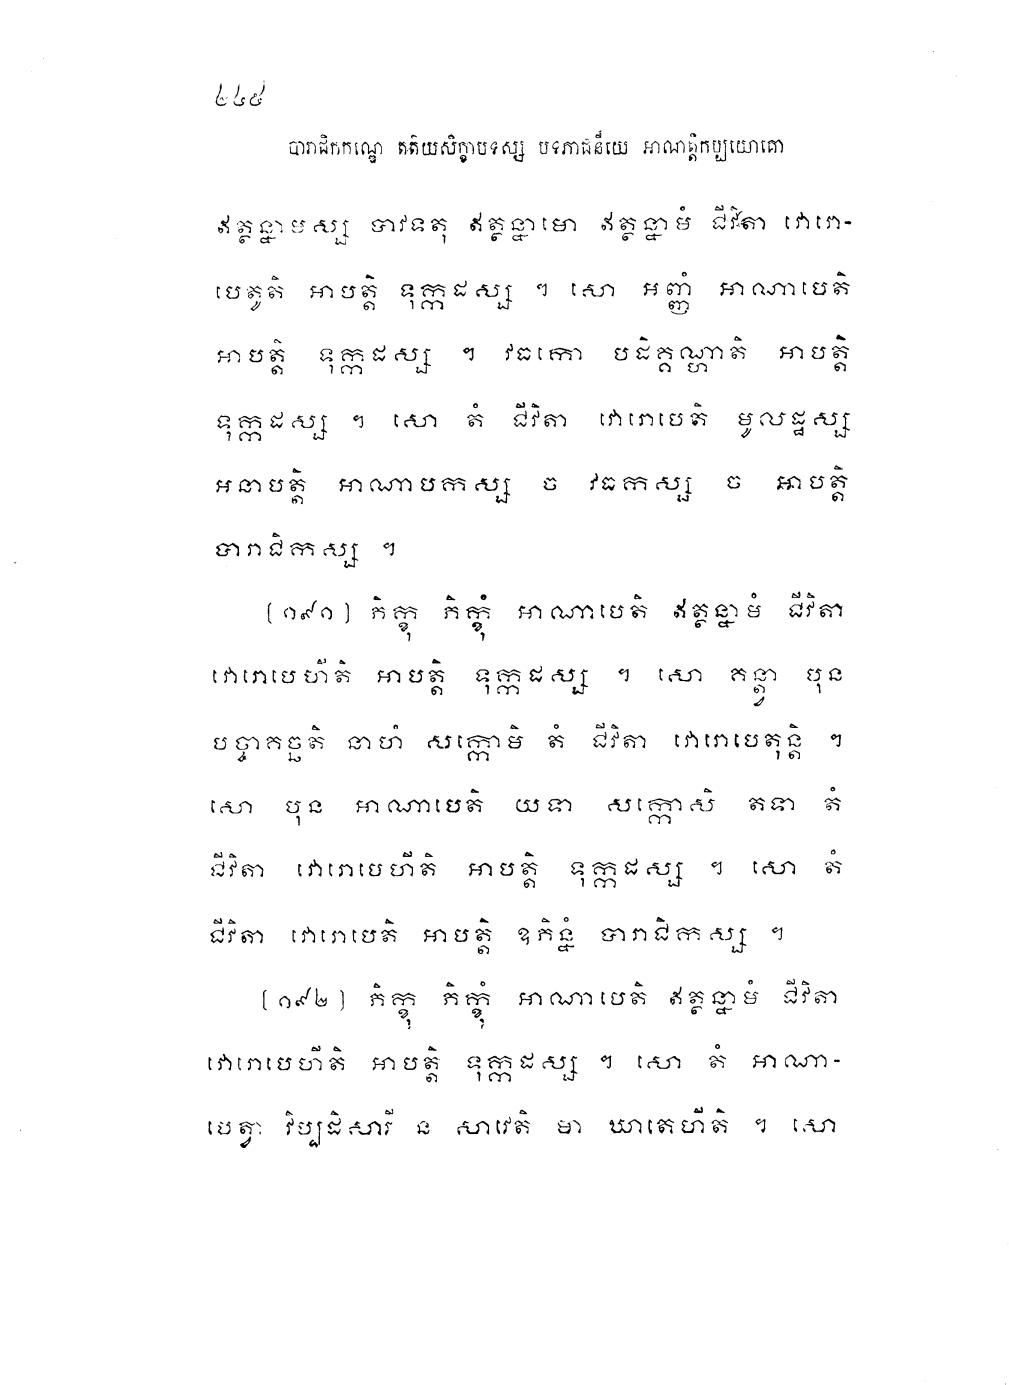 ៤៤៩
បារាជិកកណ្ឌេ តតិយសិក្ខាបទស្ស បទភាជនីយេ អាណត្តិកប្បយោគោ
ឥត្ថន្នាមស្ស បាវទតុ ឥត្ថន្នាមោ ឥត្ថន្នាមំ ជីវិតា វោរោ-
បេតូតិ អាបត្តិ ទុក្កដស្ស ។ សោ អញ្ញំ អាណាបេតិ
អាបត្តិ ទុក្កដស្ស ។ វធកោ បដិគ្គណ្ហាតិ អាបត្តិ
ទុក្កដស្ស ។ សោ តំ ជីវិតា វោរោបេតិ មូលដ្ឋស្ស
អនាបត្តិ អាណាបកស្ស ច វធកស្ស ច អាបត្តិ
បារាជិកស្ស ។
(១៩១) ភិក្ខុ ភិក្ខុំ អាណាបេតិ ឥត្ថន្នាមំ ជីវិតា
វោរោបេហីតិ អាបត្តិ ទុក្កដស្ស ។ សោ គន្ត្វា បុន
បច្ចាគច្ឆតិ នាហំ សក្កោមិ តំ ជីវិតា វោរោបេតុន្តិ ។
សោ បុន អាណាបេតិ យទា សក្កោសិ តទា តំ
ជីវិតា វោរោបេហីតិ អាបត្តិ ទុក្កដស្ស ។ សោ តំ
ជីវិតា វោរោបេតិ អាបត្តិ ឧភិន្នំ បារាជិកស្ស ។
(១៩២) ភិក្ខុ ភិក្ខុំ អាណាបេតិ ឥត្ថន្នាមំ ជីវិតា
វោរោបេហីតិ អាបត្តិ ទុក្កដស្ស ។ សោ តំ អាណា-
បេត្វា វិប្បដិសារី ន សាវេតិ មា ឃាតេហីតិ ។ សោ